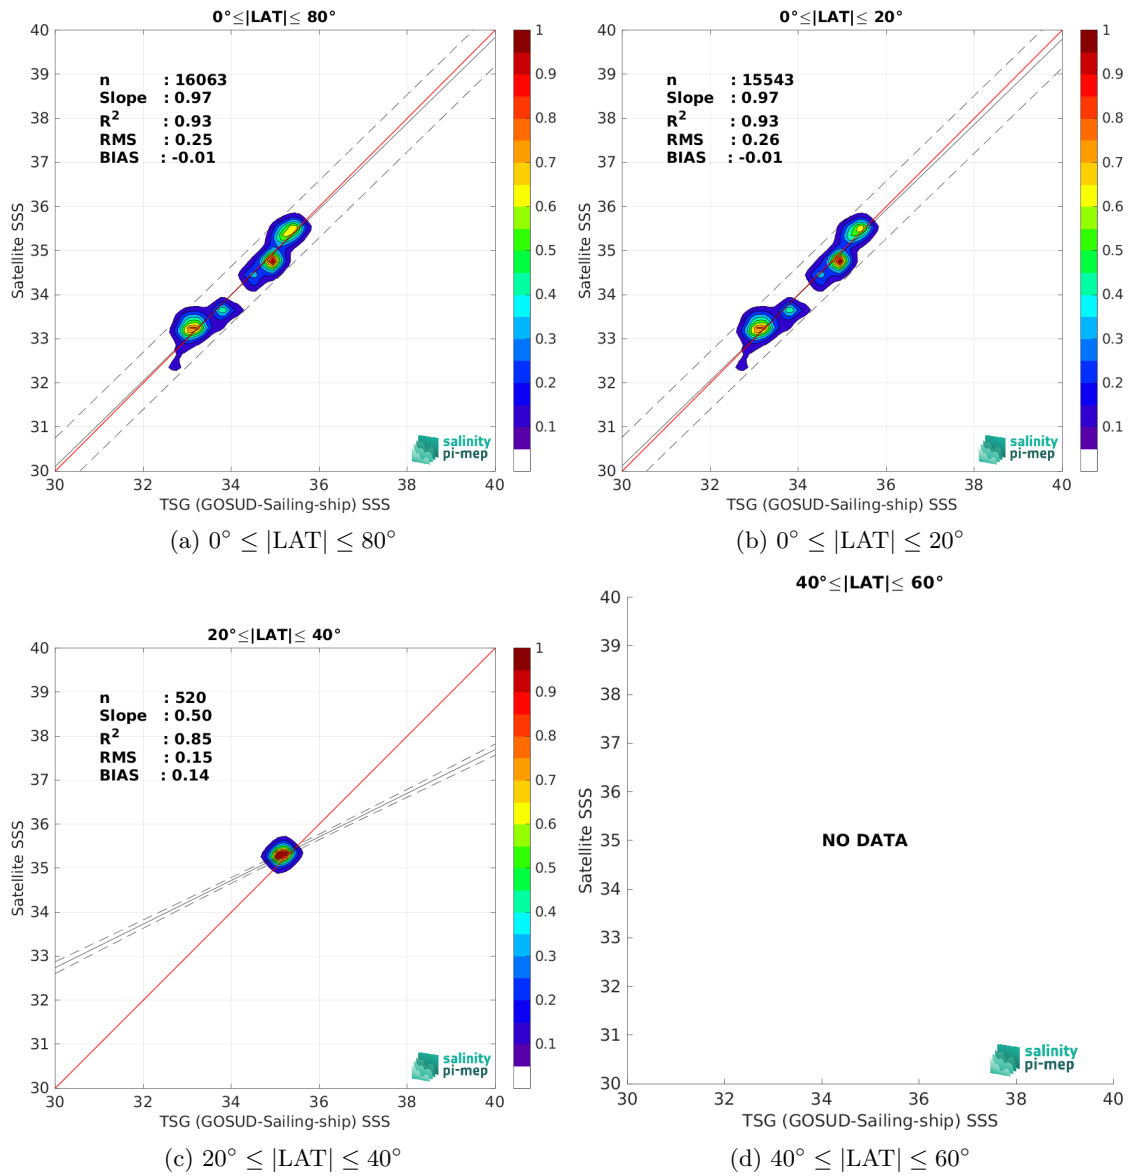 0°≤|LAT|≤ 80°
40
39
38
37
36
35
34
33
32
31
30
Satellite SSS
n : 16063
Slope : 0.97
R² : 0.93
RMS : 0.25
BIAS : -0.01
salinity
pi-mep
30 32 34 36 38 40
TSG (GOSUD-Sailing-ship) SSS
1
0.9
0.8
0.7
0.6
0.5
0.4
0.3
0.2
0.1
(a) 0° ≤ |LAT| ≤ 80°
0°≤|LAT|≤ 20°
40
39
38
37
36
35
34
33
32
31
30
Satellite SSS
n : 15543
Slope : 0.97
R² : 0.93
RMS : 0.26
BIAS : -0.01
salinity
pi-mep
30 32 34 36 38 40
TSG (GOSUD-Sailing-ship) SSS
1
0.9
0.8
0.7
0.6
0.5
0.4
0.3
0.2
0.1
(b) 0° ≤ |LAT| ≤ 20°
20°≤|LAT|≤ 40°
40
39
38
37
36
35
34
33
32
31
30
Satellite SSS
n : 520
Slope : 0.50
R² : 0.85
RMS : 0.15
BIAS : 0.14
salinity
pi-mep
30 32 34 36 38 40
TSG (GOSUD-Sailing-ship) SSS
1
0.9
0.8
0.7
0.6
0.5
0.4
0.3
0.2
0.1
(c) 20° ≤ |LAT| ≤ 40°
40°≤|LAT|≤ 60°
40
39
38
37
36
35
34
33
32
31
30
Satellite SSS
NO DATA
salinity
pi-mep
30 32 34 36 38 40
TSG (GOSUD-Sailing-ship) SSS
(d) 40° ≤ |LAT| ≤ 60°